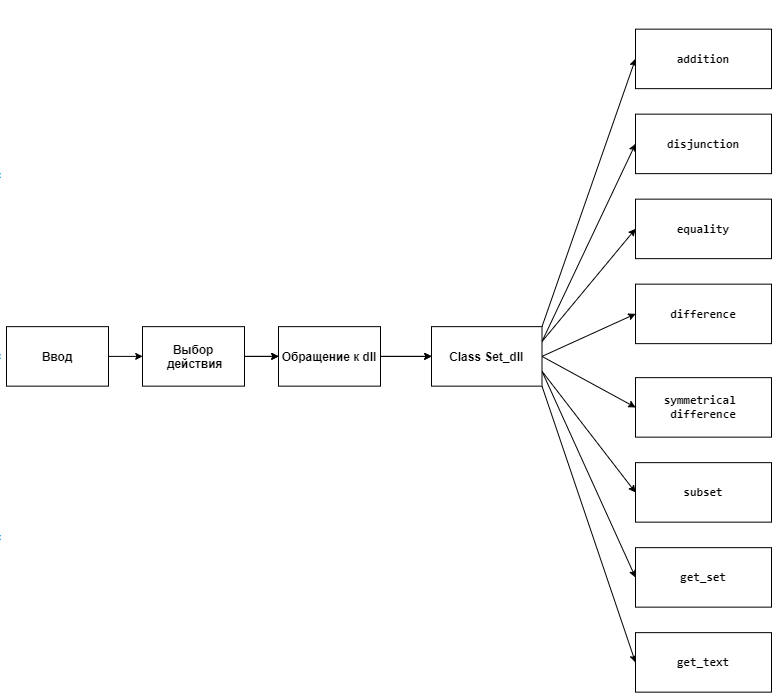 Ввод
Выбор
действия
Обращение к dll
Class Set_dll
addition
disjunction
equality
difference
symmetrical
difference
subset
get_set
get_text